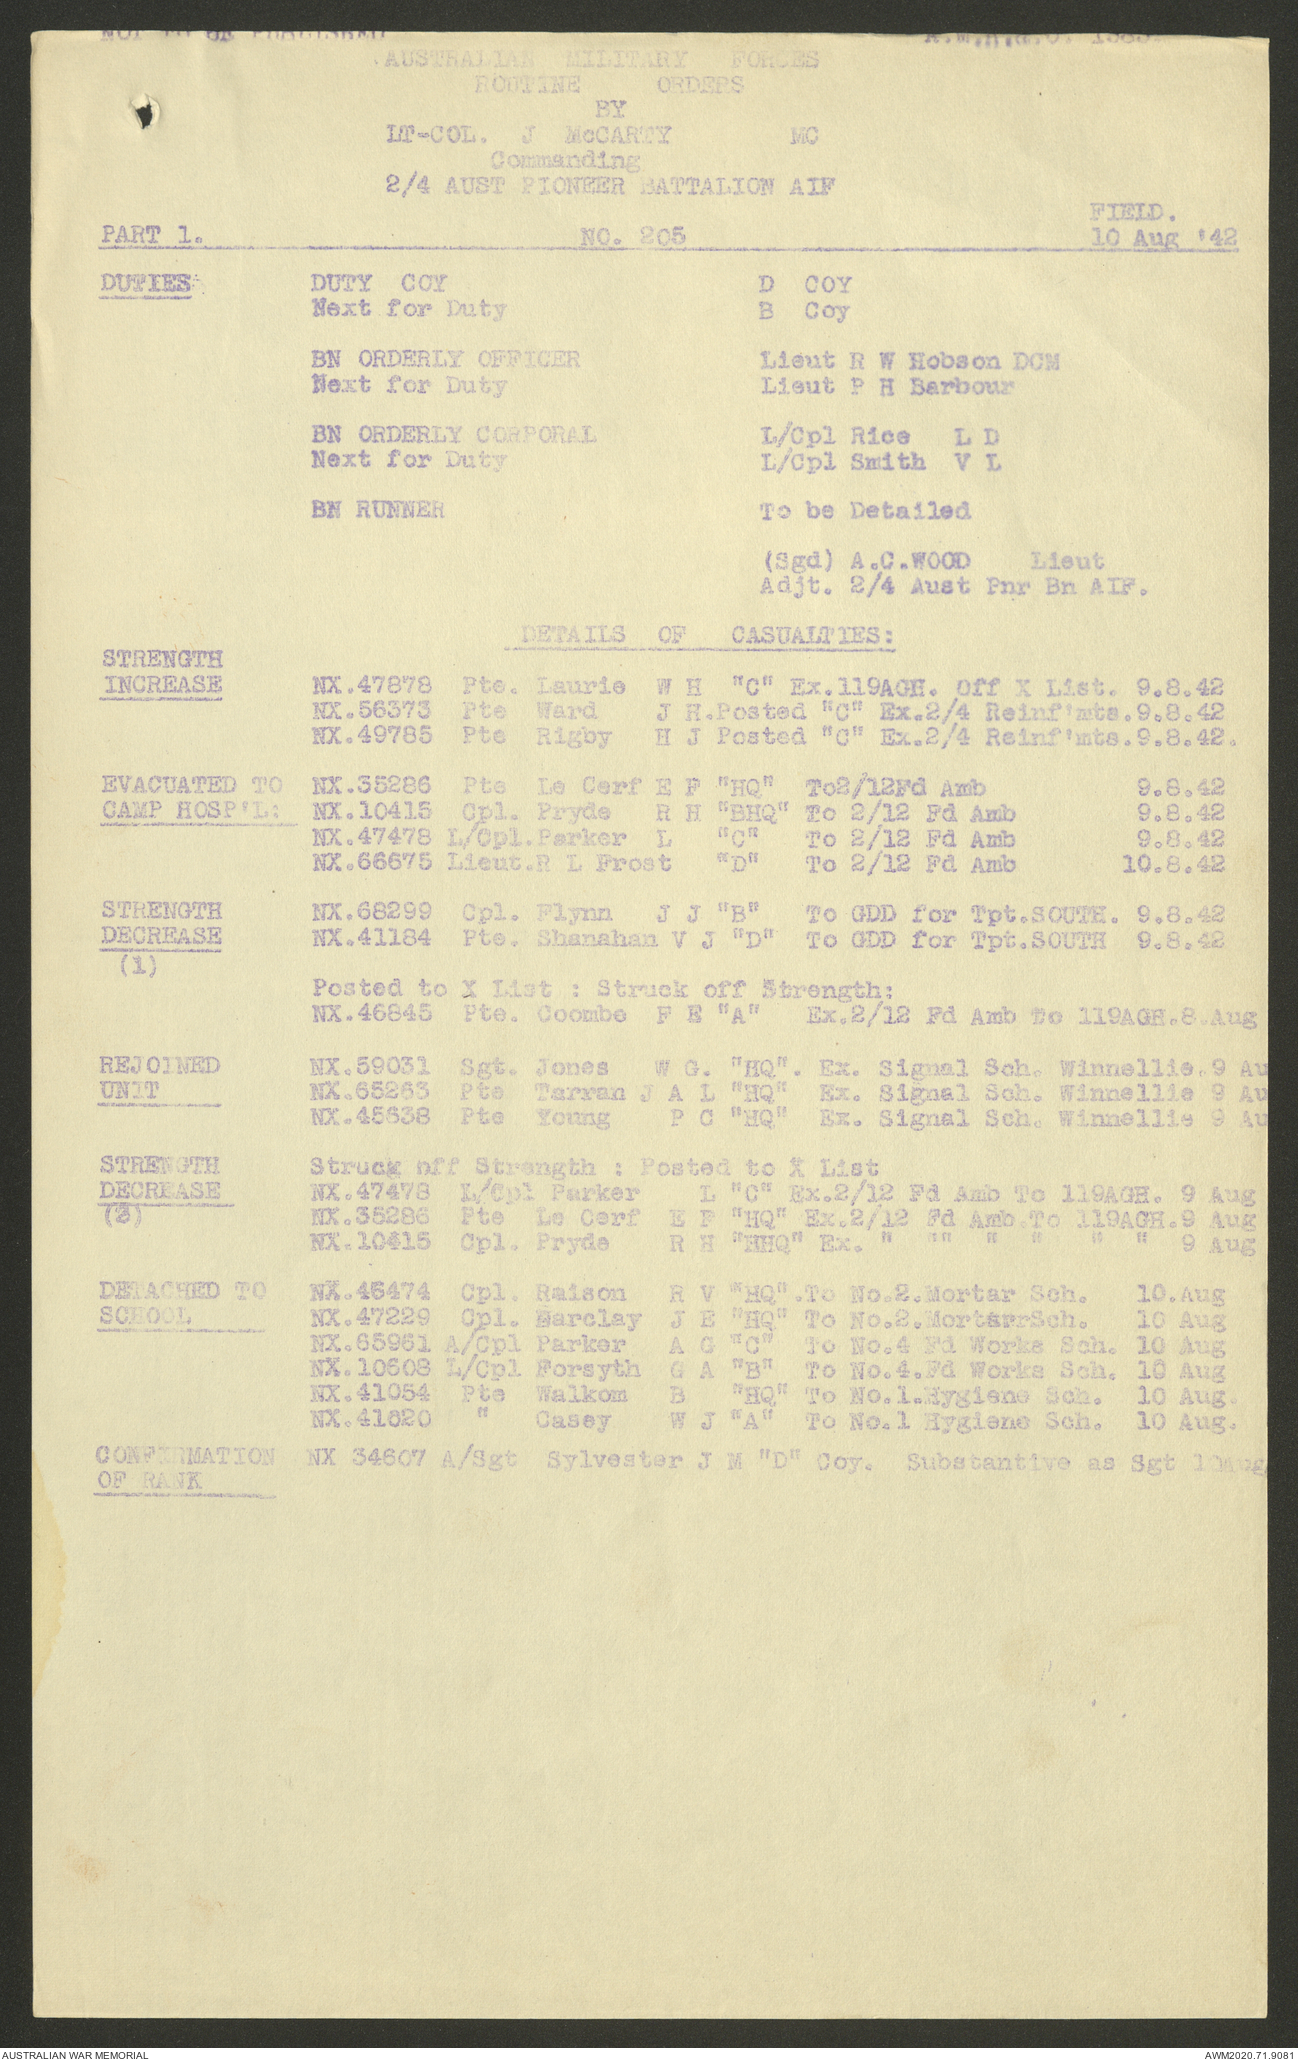 NOT TO BE PUBLISHED
AUSTRALIAN MILITARY FORCES
ROUTINE ORDERS
BY
LT-COL. J McCARTY MC
Commanding
2/4 AUST PIONEER BATTALION AIF
FIELD.
PART 1. NO. 205 10 Aug '42
DUTIES DUTY COY D COY
Next for Duty B Coy
BN ORDERLY OFFICER Lieut R W Hobson DCM
Next for Duty Lieut P H Barbour
BN ORDERLY CORPORAL L/Cpl Rice L D
Next for Duty L/Cpl Smith V L
BN RUNNER To be Detailed
(Sgd) A.C.WOOD Lieut
Adjt. 2/4 Aust Pnr Bn AIF.
DETAILS OF CASUALTIES:
STRENGTH
INCREASE NX.47878 Pte. Laurie W H "C" Ex.119AGH. Off X List. 9.8.42
NX.56373 Pte Ward J H.Posted "C" Ex.2/4 Reinf'mts.9.8.42
NX.49785 Pte Rigby H J Posted "C" Ex.2/4 Reinf'mts.9.8.42.
EVACUATED TO NX.35286 Pte Le Cerf E F "HQ" To2/12Fd Amb 9.8.42
CAMP HOSP'L: NX.10415 Cpl. Pryde R H "BHQ" To 2/12 Fd Amb 9.8.42
NX.47478 L/Cpl.Parker L "C" To 2/12 Fd Amb 9.8.42
NX.66675 Lieut.R L Frost "D" To 2/12 Fd Amb 10.8.42
STRENGTH NX.68299 Cpl. Flynn J J "B" To GDD for Tpt.SOUTH. 9.8.42
DECREASE NX.41184 Pte. Shanahan V J "D" To GDD for Tpt.SOUTH 9.8.42
(1)
Posted to X List : Struck off Strength:
NX.46845 Pte. Coombe F E "A" Ex.2/12 Fd Amb To 119AGH.8.Aug
REJOINED NX.59031 Sgt. Jones W G. "HQ". Ex. Signal Sch. Winnellie.9 Au
UNIT NX.65263 Pte Tarran J A L "HQ" Ex. Signal Sch. Winnellie 9 Au
NX.45638 Pte Young P C "HQ" Ex. Signal Sch. Winnellie 9 Au
STRENGTH Struck off Strength : Posted to X List
DECREASE NX.47478 L/Cpl Parker L "C" Ex.2/12 Fd Amb To 119AGH. 9 Aug
(2) NX.35286 Pte Le Cerf E F "HQ" Ex.2/12 Fd Amb.To 119AGH.9 Aug
NX.10415 Cpl. Pryde R H "HHQ" Ex. " "" " " " " 9 Aug
DETACHED TO NX.46474 Cpl. Raison R V "HQ".To No.2.Mortar Sch. 10.Aug
SCHOOL NX.47229 Cpl. Barclay J E "HQ" To No.2.MortarrSch. 10 Aug
NX.65961 A/Cpl Parker A G "C" To No.4 Fd Works Sch. 10 Aug
NX.10608 L/Cpl Forsyth G A "B" To No.4.Fd Works Sch. 10 Aug
NX.41054 Pte Walkom B "HQ" To No.1.Hygiene Sch. 10 Aug.
NX.41820 " Casey W J "A" To No.1 Hygiene Sch. 10 Aug.
CONFIRMATION NX 34607 A/Sgt Sylvester J M "D" Coy. Substantive as Sgt 10Aug
OF RANK
AUSTRALIAN WAR MEMORIAL AWM2020.71.9081